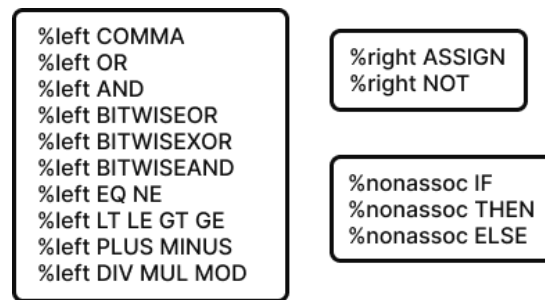 %left COMMA
%left OR
%left AND
%left BITWISEOR
%left BITWISEXOR
%left BITWISEAND
%left EQ NE
%left LT LE GT GE
%left PLUS MINUS
%left DIV MUL MOD
%right ASSIGN
%right NOT
%nonassoc IF
%nonassoc THEN
%nonassoc ELSE